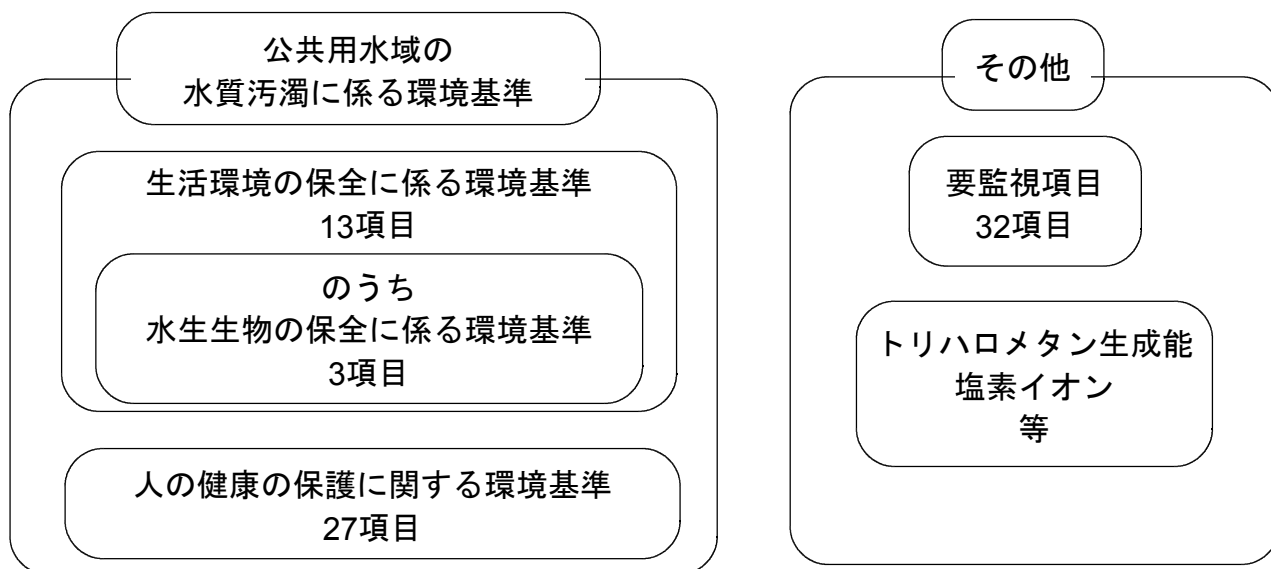 公共用水域の
水質汚濁に係る環境基準
生活環境の保全に係る環境基準
13項目
のうち
水生生物の保全に係る環境基準
3項目
人の健康の保護に関する環境基準
27項目
その他
要監視項目
32項目
トリハロメタン生成能
塩素イオン
等